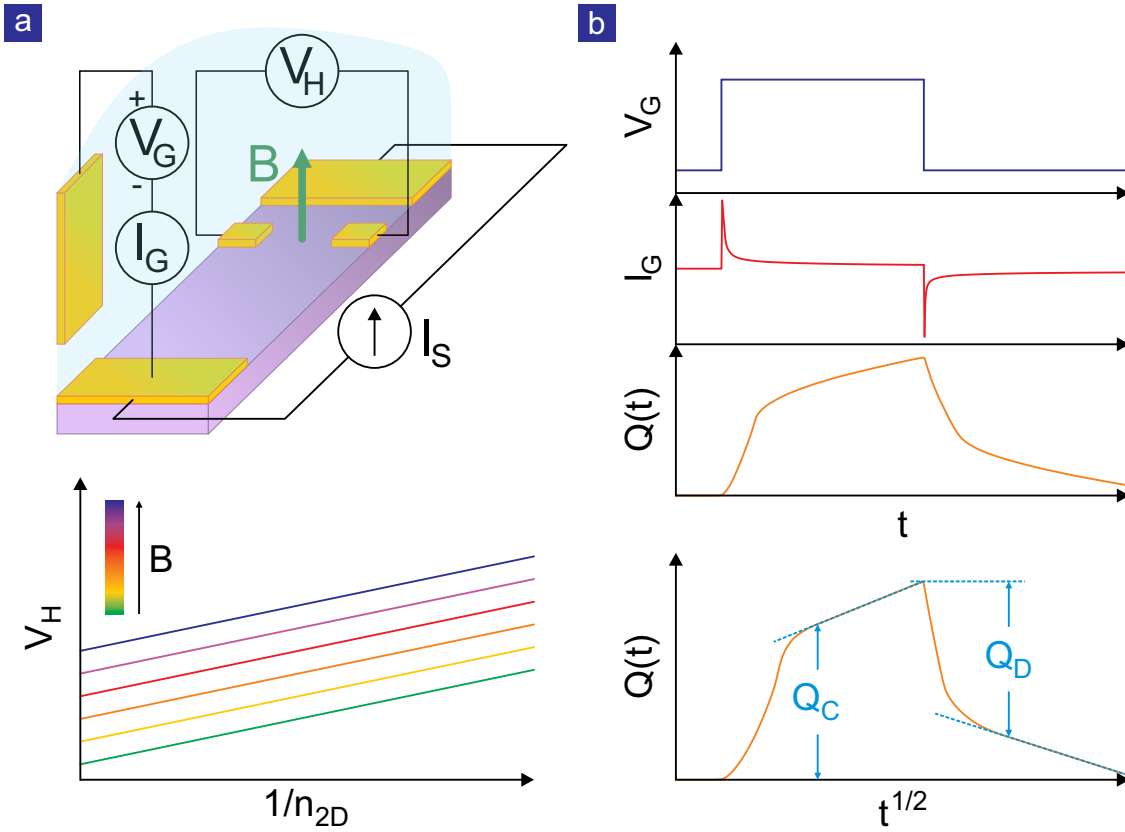 a
V_H
+
V_G
-
B
I_G
I_S
B
V_H
1/n_2D
b
V_G
I_G
Q(t)
t
Q(t)
Q_C
Q_D
t^1/2